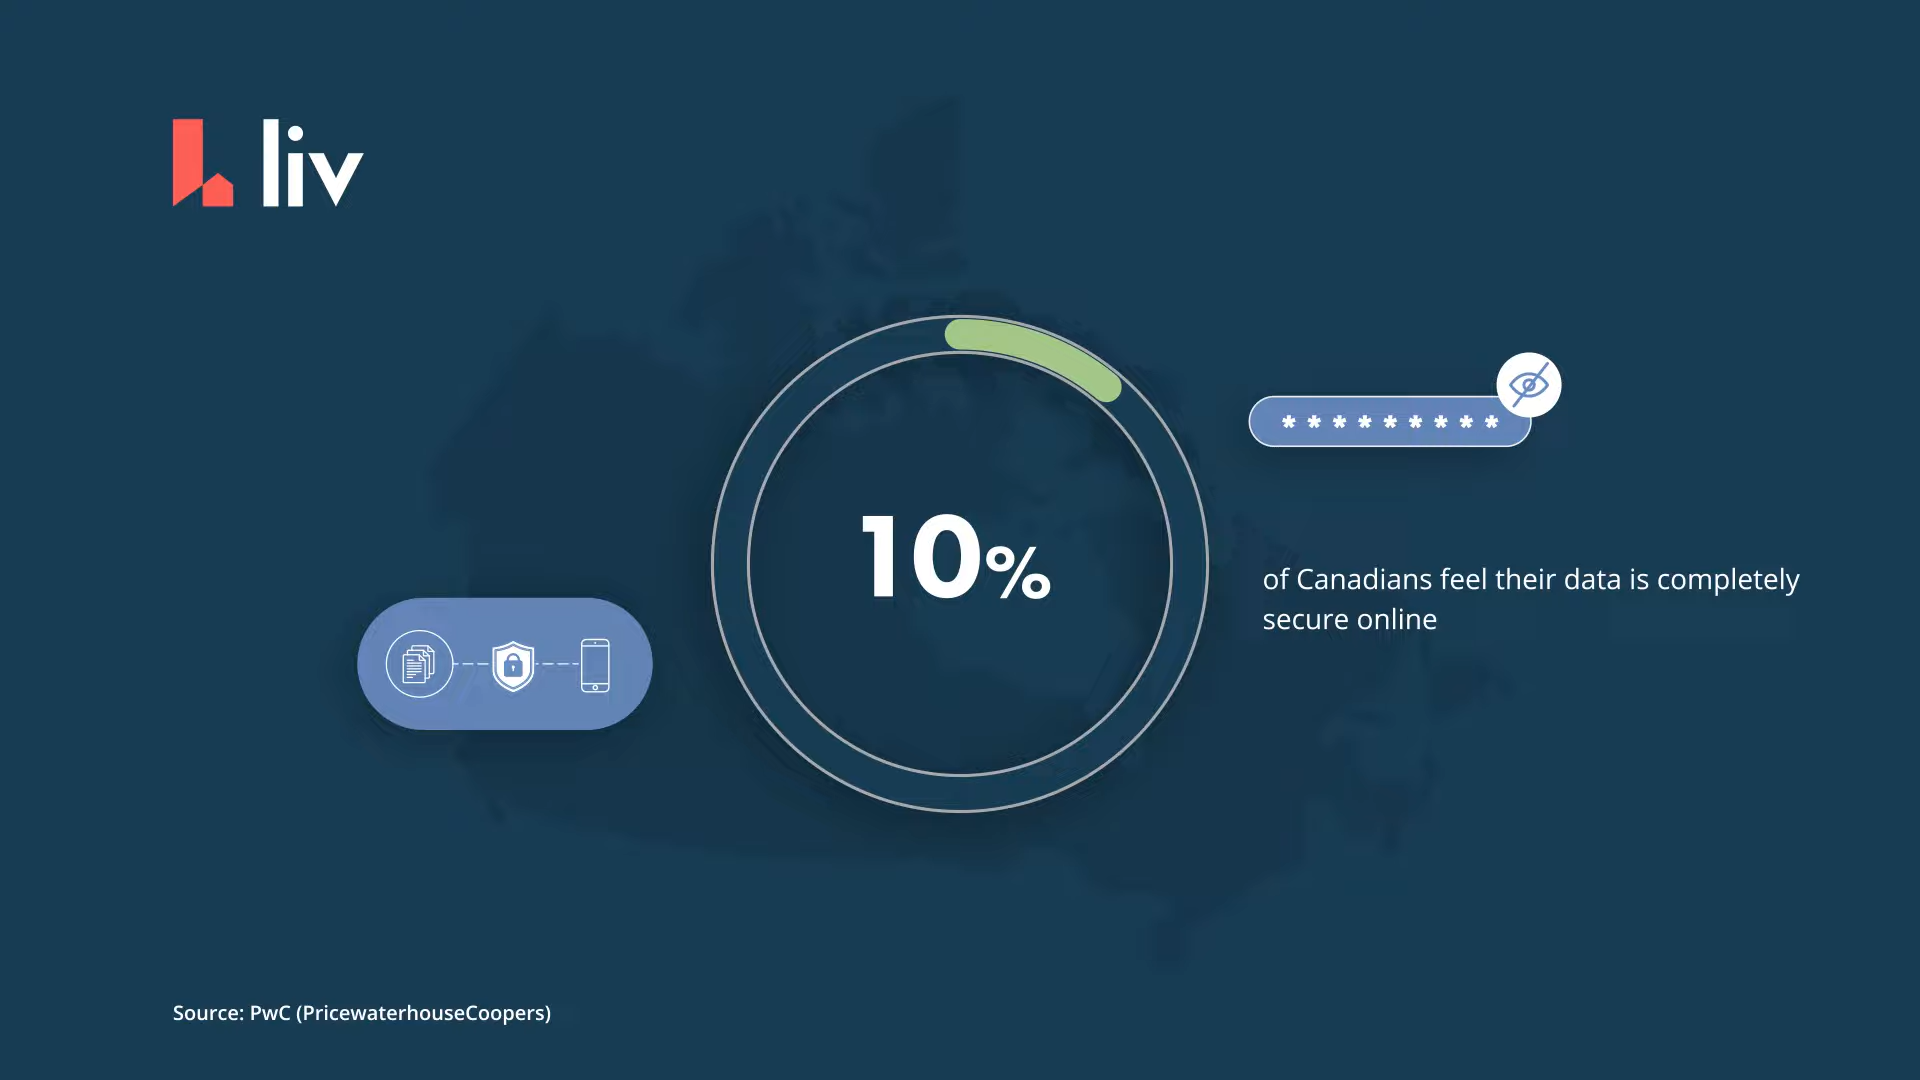 liv
10%
* * * * * * * * *
of Canadians feel their data is completely
secure online
Source: PwC (PricewaterhouseCoopers)